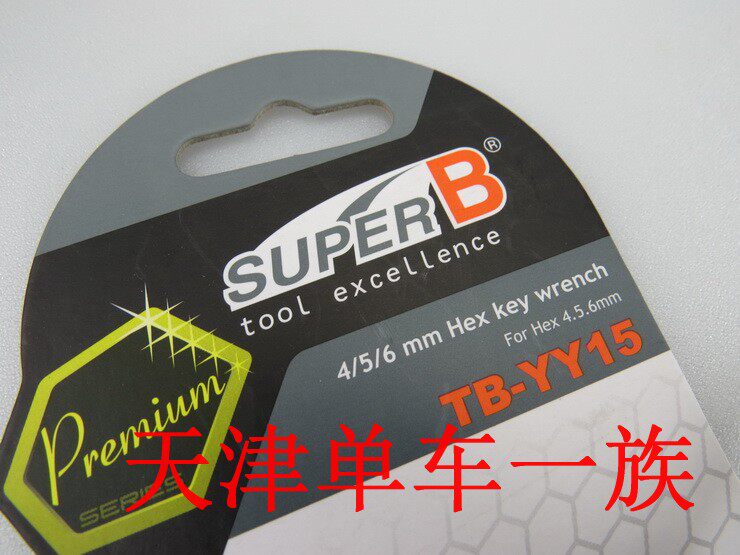 SUPER B®
tool excellence
4/5/6 mm Hex key wrench
For Hex 4.5.6mm
TB-YY15
Premium
SERIES
天津单车一族